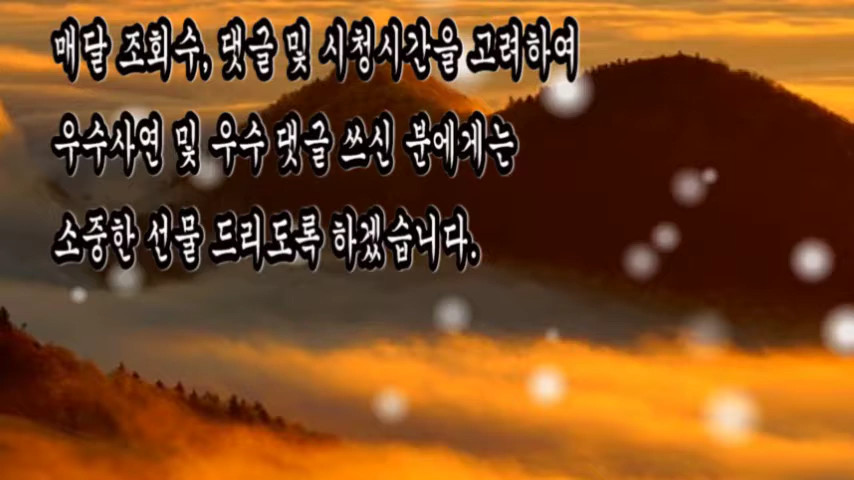 매달 조회수, 댓글 및 시청시간을 고려하여
우수사연 및 우수 댓글 쓰신 분에게는
소중한 선물 드리도록 하겠습니다.